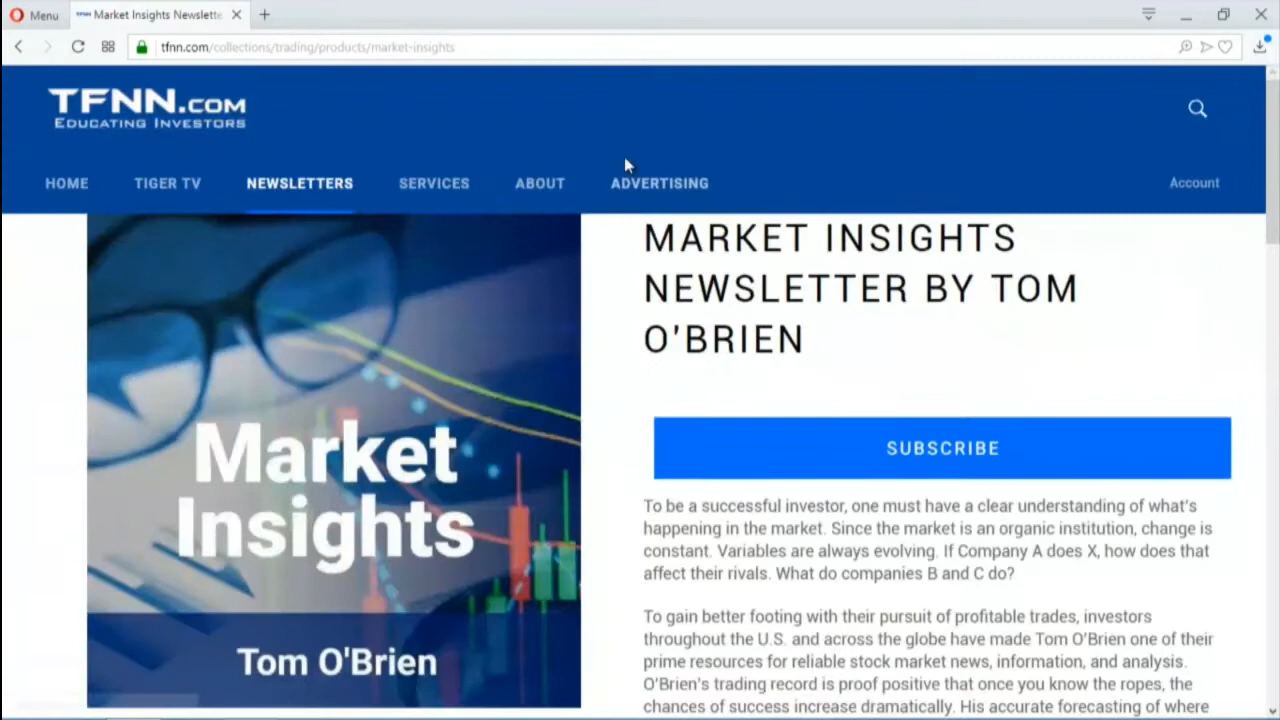 Menu
Market Insights Newslette
tfnn.com/collections/trading/products/market-insights
TFNN.COM
EDUCATING INVESTORS
HOME TIGER TV NEWSLETTERS SERVICES ABOUT ADVERTISING Account
Market
Insights
Tom O'Brien
MARKET INSIGHTS
NEWSLETTER BY TOM
O'BRIEN
SUBSCRIBE
To be a successful investor, one must have a clear understanding of what's
happening in the market. Since the market is an organic institution, change is
constant. Variables are always evolving. If Company A does X, how does that
affect their rivals. What do companies B and C do?
To gain better footing with their pursuit of profitable trades, investors
throughout the U.S. and across the globe have made Tom O'Brien one of their
prime resources for reliable stock market news, information, and analysis.
O'Brien's trading record is proof positive that once you know the ropes, the
chances of success increase dramatically. His accurate forecasting of where